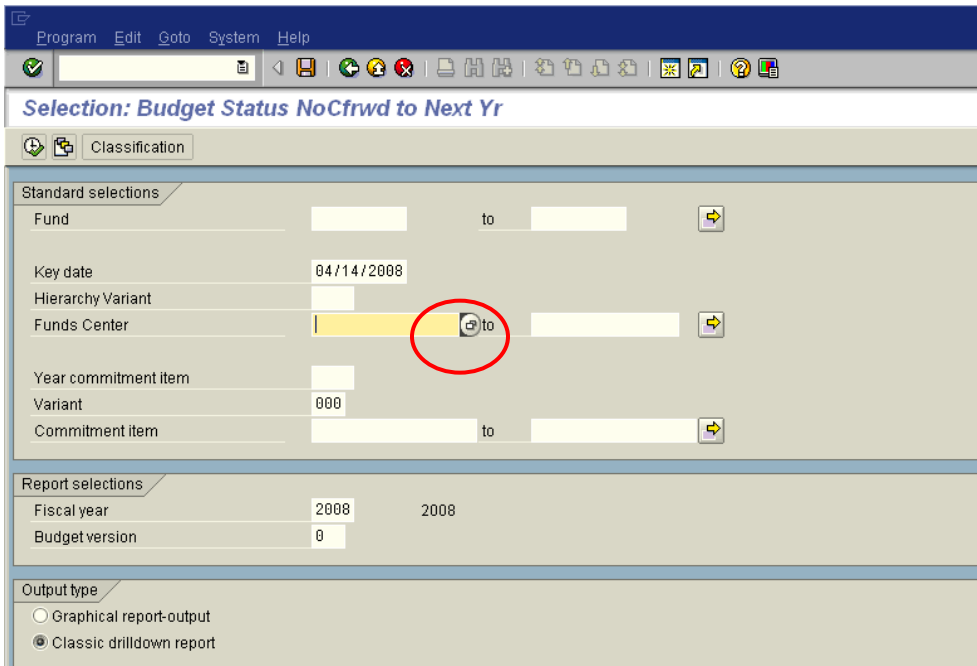 Program Edit Goto System Help
Selection: Budget Status NoCfrwd to Next Yr
Classification
Standard selections
Fund to
Key date 04/14/2008
Hierarchy Variant
Funds Center to
Year commitment item
Variant 000
Commitment item to
Report selections
Fiscal year 2008 2008
Budget version 0
Output type
Graphical report-output
Classic drilldown report